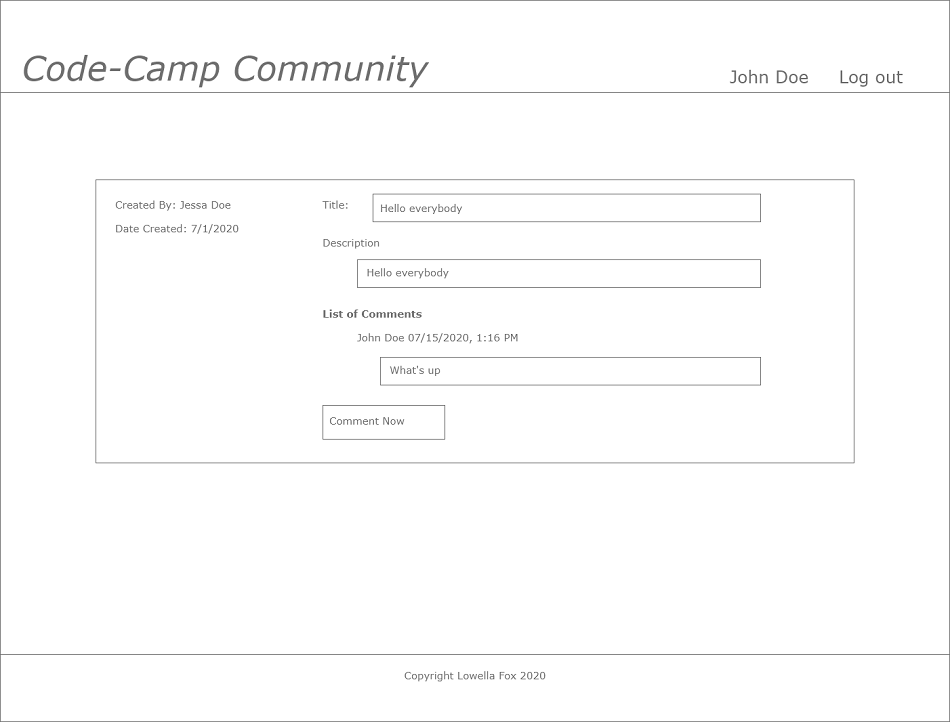 Code-Camp Community
John Doe Log out
Created By: Jessa Doe
Date Created: 7/1/2020
Title: Hello everybody
Description
Hello everybody
List of Comments
John Doe 07/15/2020, 1:16 PM
What's up
Comment Now
Copyright Lowella Fox 2020